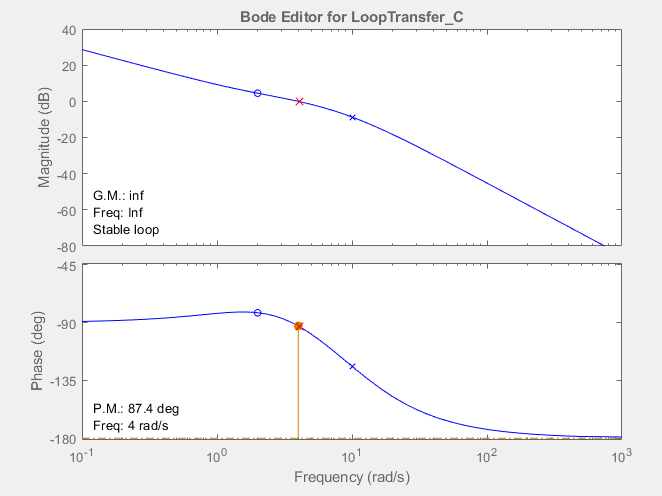 Bode Editor for LoopTransfer_C
Magnitude (dB)
40
20
0
-20
-40
-60
-80
G.M.: inf
Freq: Inf
Stable loop
Phase (deg)
-45
-90
-135
-180
P.M.: 87.4 deg
Freq: 4 rad/s
10^-1 10^0 10^1 10^2 10^3
Frequency (rad/s)